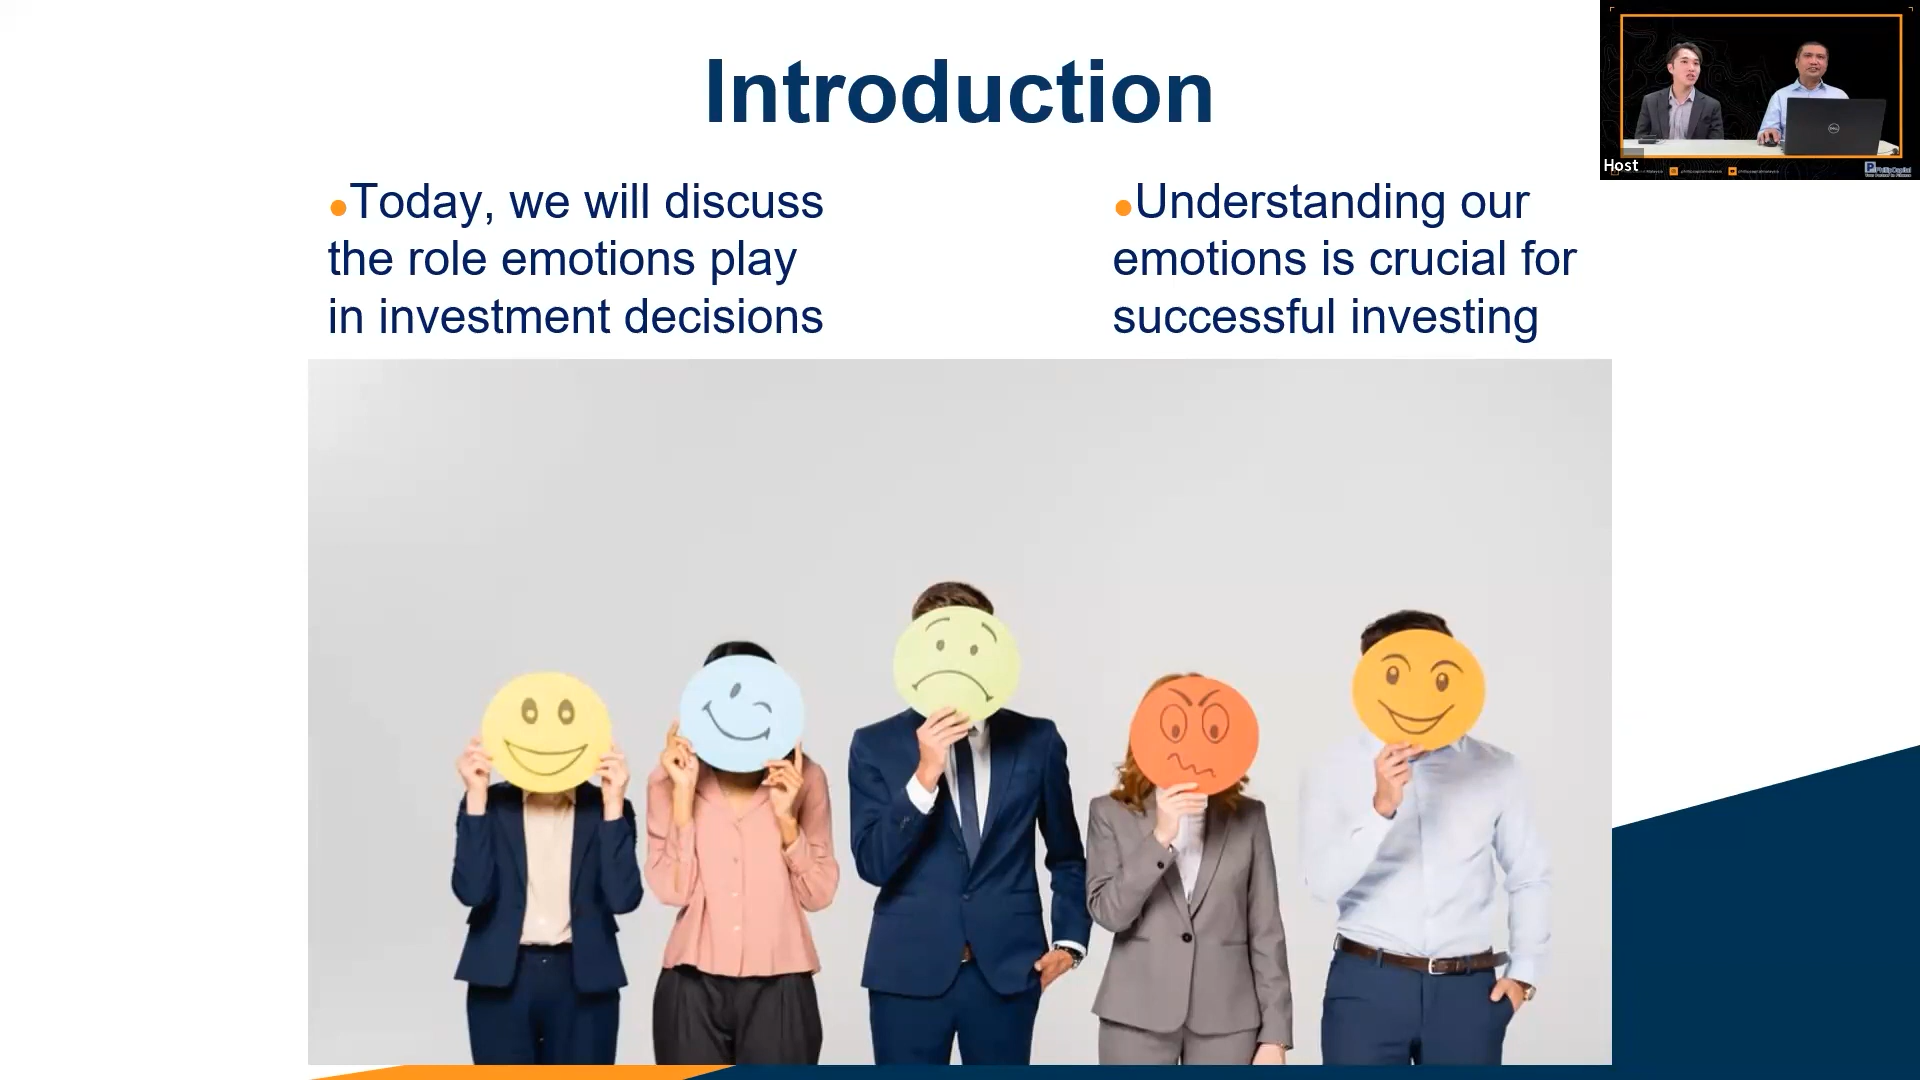 Introduction
●Today, we will discuss
the role emotions play
in investment decisions
●Understanding our
emotions is crucial for
successful investing
Host
PhillipCapital